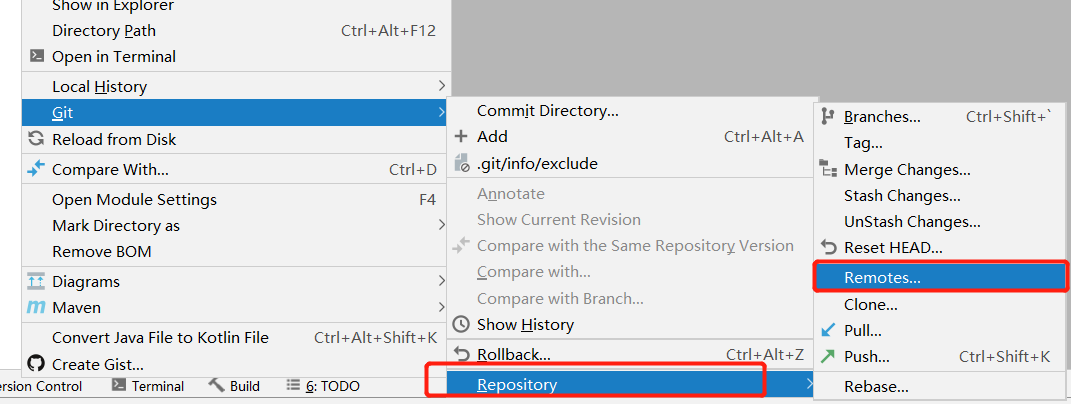 Show in Explorer
Directory Path Ctrl+Alt+F12
Open in Terminal
Local History
Git
Reload from Disk
Compare With... Ctrl+D
Open Module Settings F4
Mark Directory as
Remove BOM
Diagrams
Maven
Convert Java File to Kotlin File Ctrl+Alt+Shift+K
Create Gist...
ersion Control Terminal Build 6: TODO
Commit Directory...
Add Ctrl+Alt+A
.git/info/exclude
Annotate
Show Current Revision
Compare with the Same Repository Version
Compare with...
Compare with Branch...
Show History
Rollback... Ctrl+Alt+Z
Repository
Branches... Ctrl+Shift+`
Tag...
Merge Changes...
Stash Changes...
UnStash Changes...
Reset HEAD...
Remotes...
Clone...
Pull...
Push... Ctrl+Shift+K
Rebase...